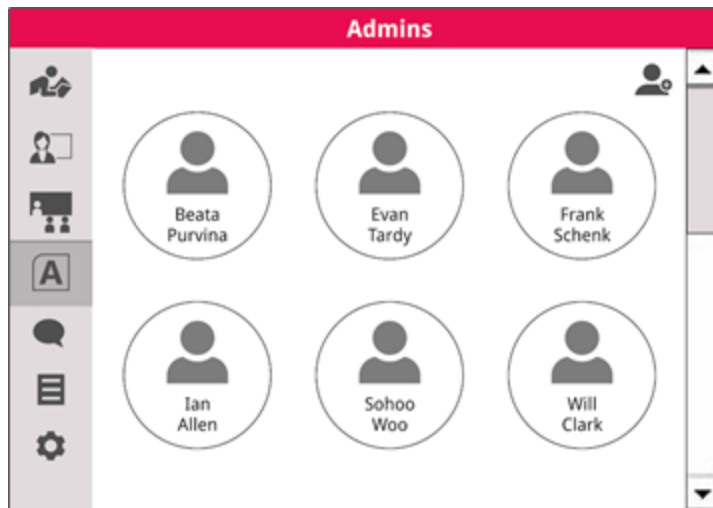 Admins
A
Beata
Purvina
Evan
Tardy
Frank
Schenk
Ian
Allen
Sohoo
Woo
Will
Clark